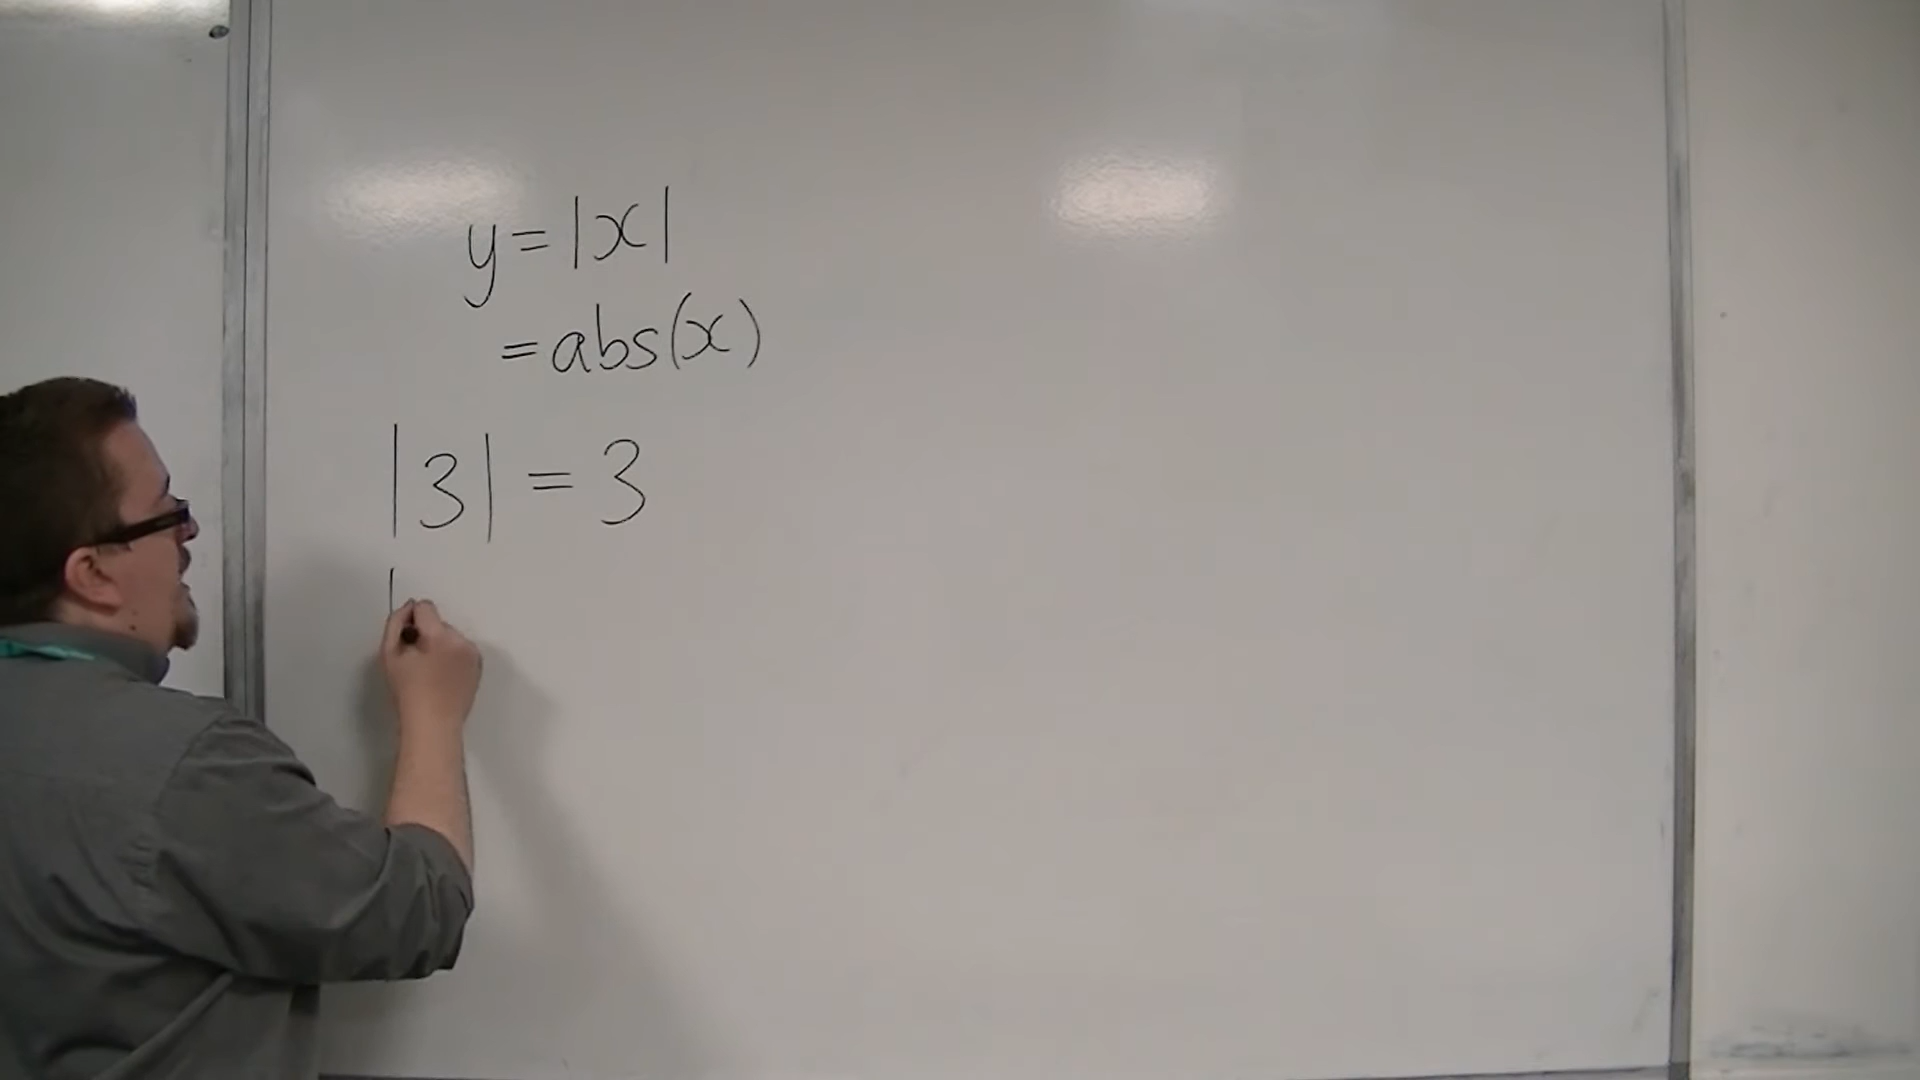 y=|x|
=abs(x)
|3| = 3
|